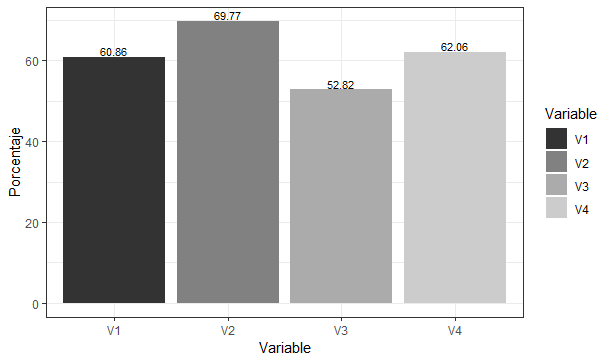 69.77
60.86
62.06
52.82
60
40
20
0
Porcentaje
V1 V2 V3 V4
Variable
Variable
V1
V2
V3
V4